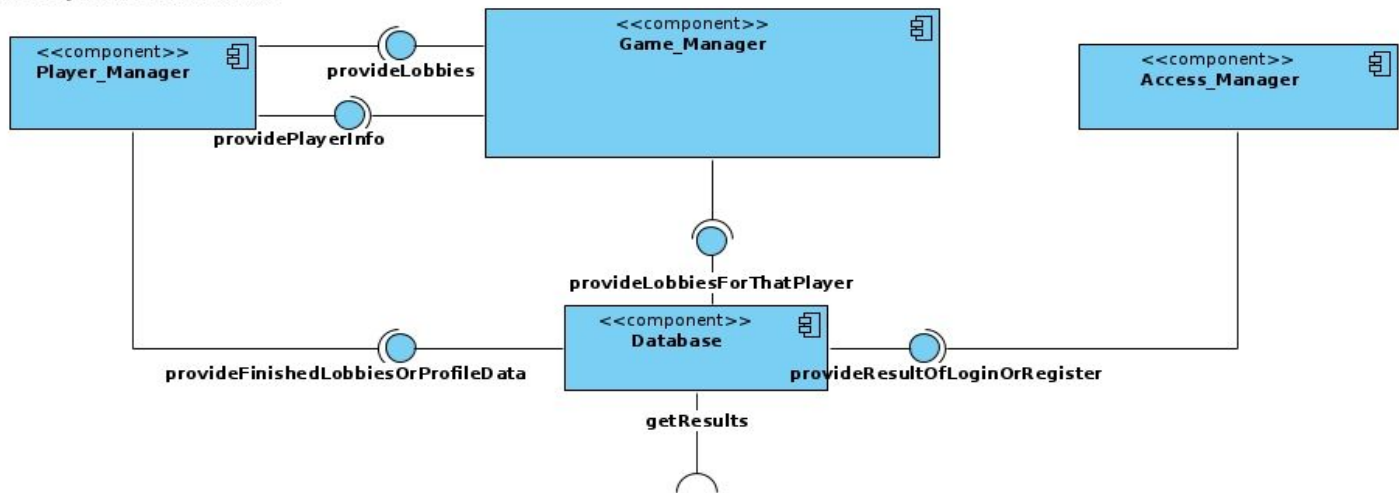 <<component>>
Player_Manager
provideLobbies
providePlayerInfo
<<component>>
Game_Manager
<<component>>
Access_Manager
provideLobbiesForThatPlayer
<<component>>
Database
provideFinishedLobbiesOrProfileData
provideResultOfLoginOrRegister
getResults